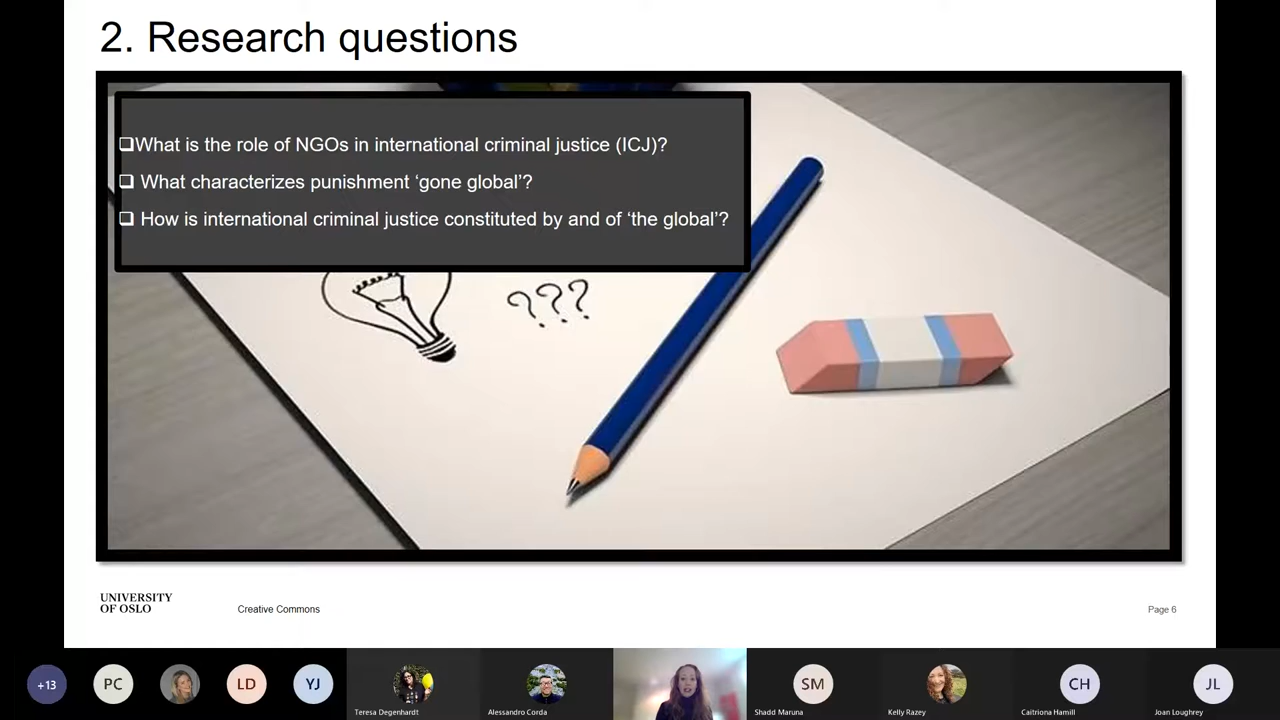 2. Research questions
❑What is the role of NGOs in international criminal justice (ICJ)?
❑ What characterizes punishment ‘gone global’?
❑ How is international criminal justice constituted by and of ‘the global’?
???
UNIVERSITY
OF OSLO
Creative Commons
Page 6
+13
PC
LD
YJ
Teresa Degenhardt
Alessandro Corda
SM
Shadd Maruna
Kelly Razey
CH
Caitriona Hamill
JL
Joan Loughrey